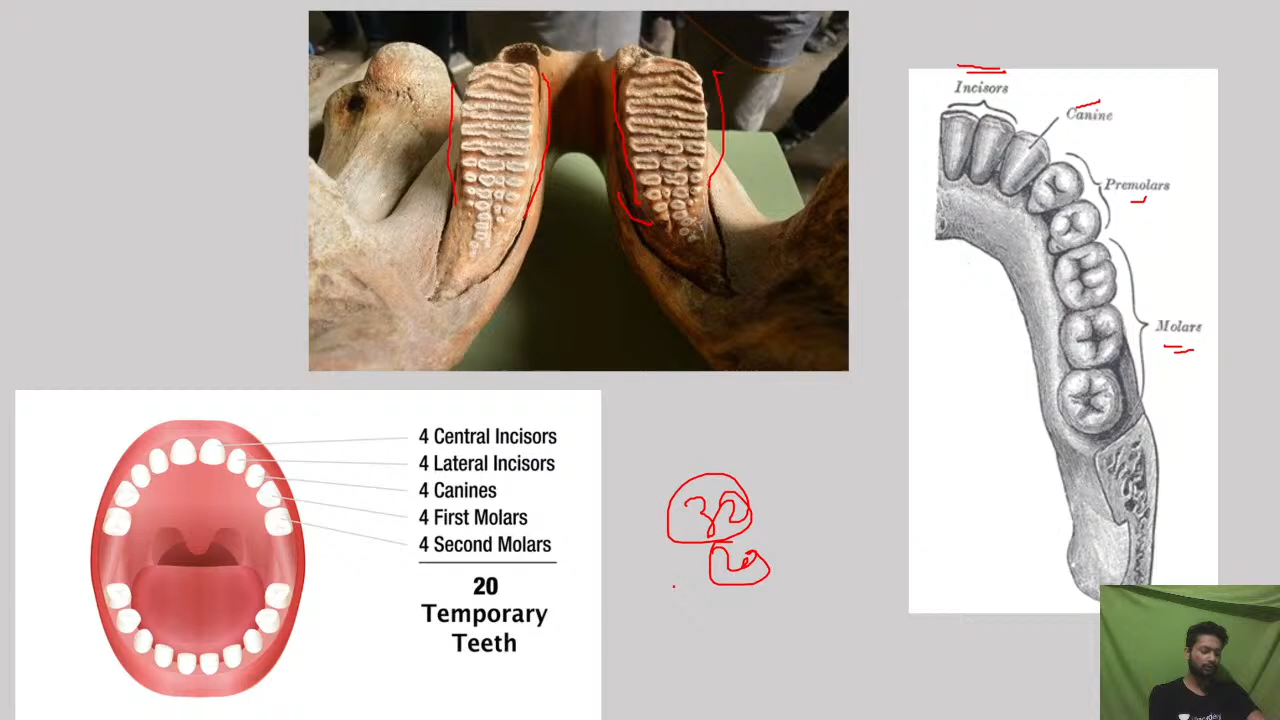 Incisors
Canine
Premolars
Molars
4 Central Incisors
4 Lateral Incisors
4 Canines
4 First Molars
4 Second Molars
20
Temporary
Teeth
32
20